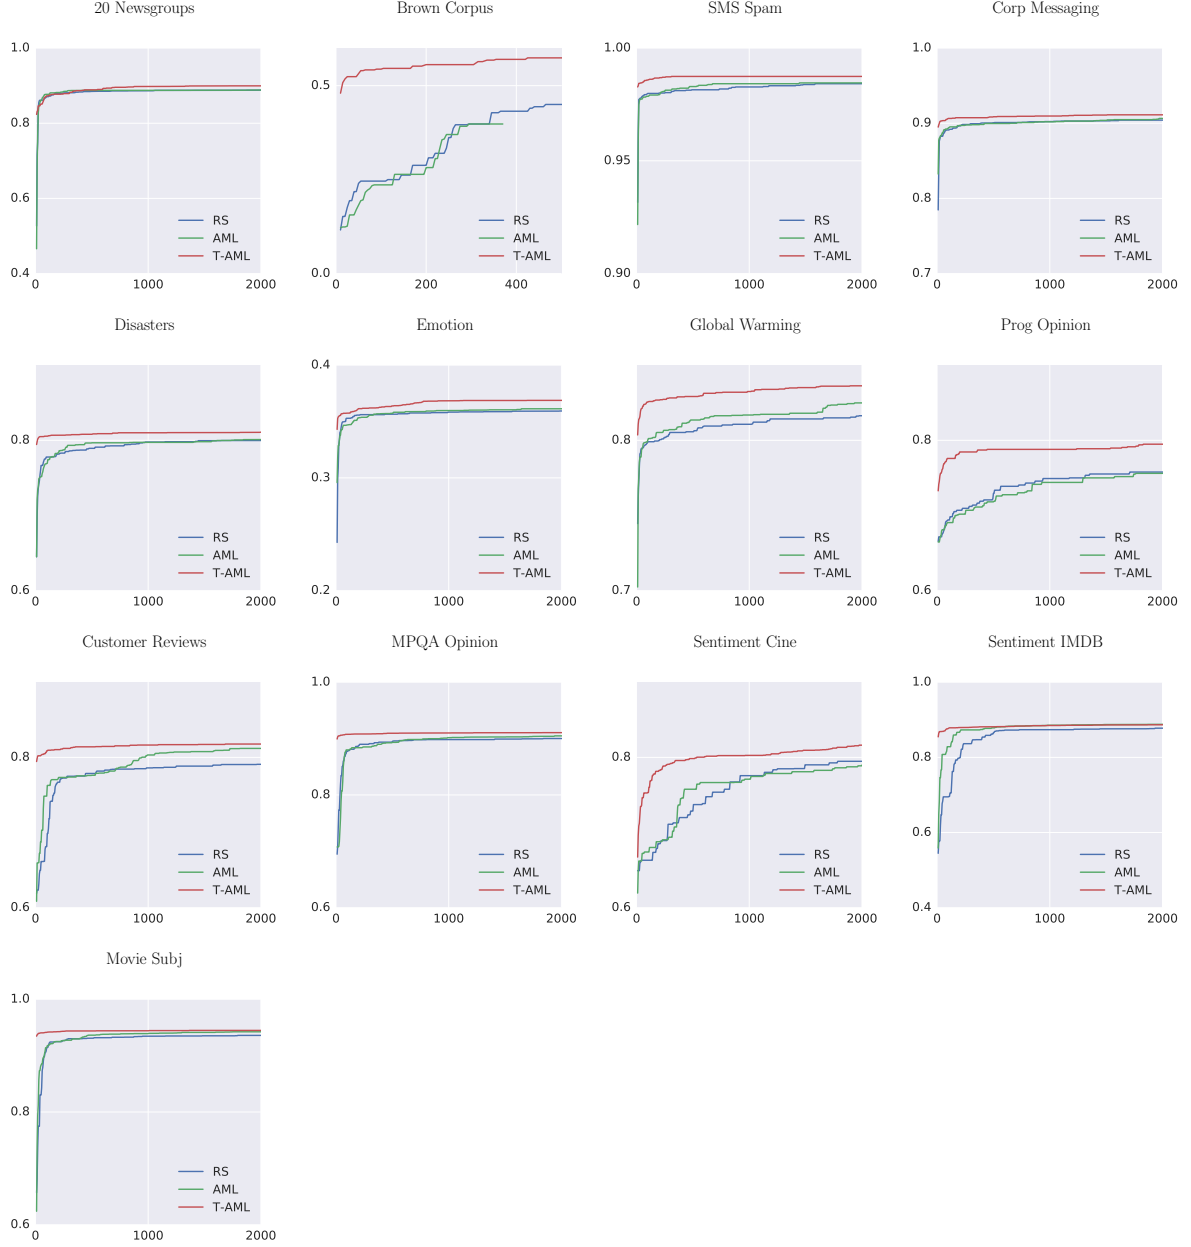 20 Newsgroups
Brown Corpus
SMS Spam
Corp Messaging
1.0
0.8
0.6
0.4
0
1000
2000
RS
AML
T-AML
0.5
0.0
0
200
400
RS
AML
T-AML
1.00
0.95
0.90
0
1000
2000
RS
AML
T-AML
1.0
0.9
0.8
0.7
0
1000
2000
RS
AML
T-AML
Disasters
Emotion
Global Warming
Prog Opinion
0.8
0.6
0
1000
2000
RS
AML
T-AML
0.4
0.3
0.2
0
1000
2000
RS
AML
T-AML
0.8
0.7
0
1000
2000
RS
AML
T-AML
0.8
0.6
0
1000
2000
RS
AML
T-AML
Customer Reviews
MPQA Opinion
Sentiment Cine
Sentiment IMDB
0.8
0.6
0
1000
2000
RS
AML
T-AML
1.0
0.8
0.6
0
1000
2000
RS
AML
T-AML
0.8
0.6
0
1000
2000
RS
AML
T-AML
1.0
0.8
0.6
0.4
0
1000
2000
RS
AML
T-AML
Movie Subj
1.0
0.8
0.6
0
1000
2000
RS
AML
T-AML